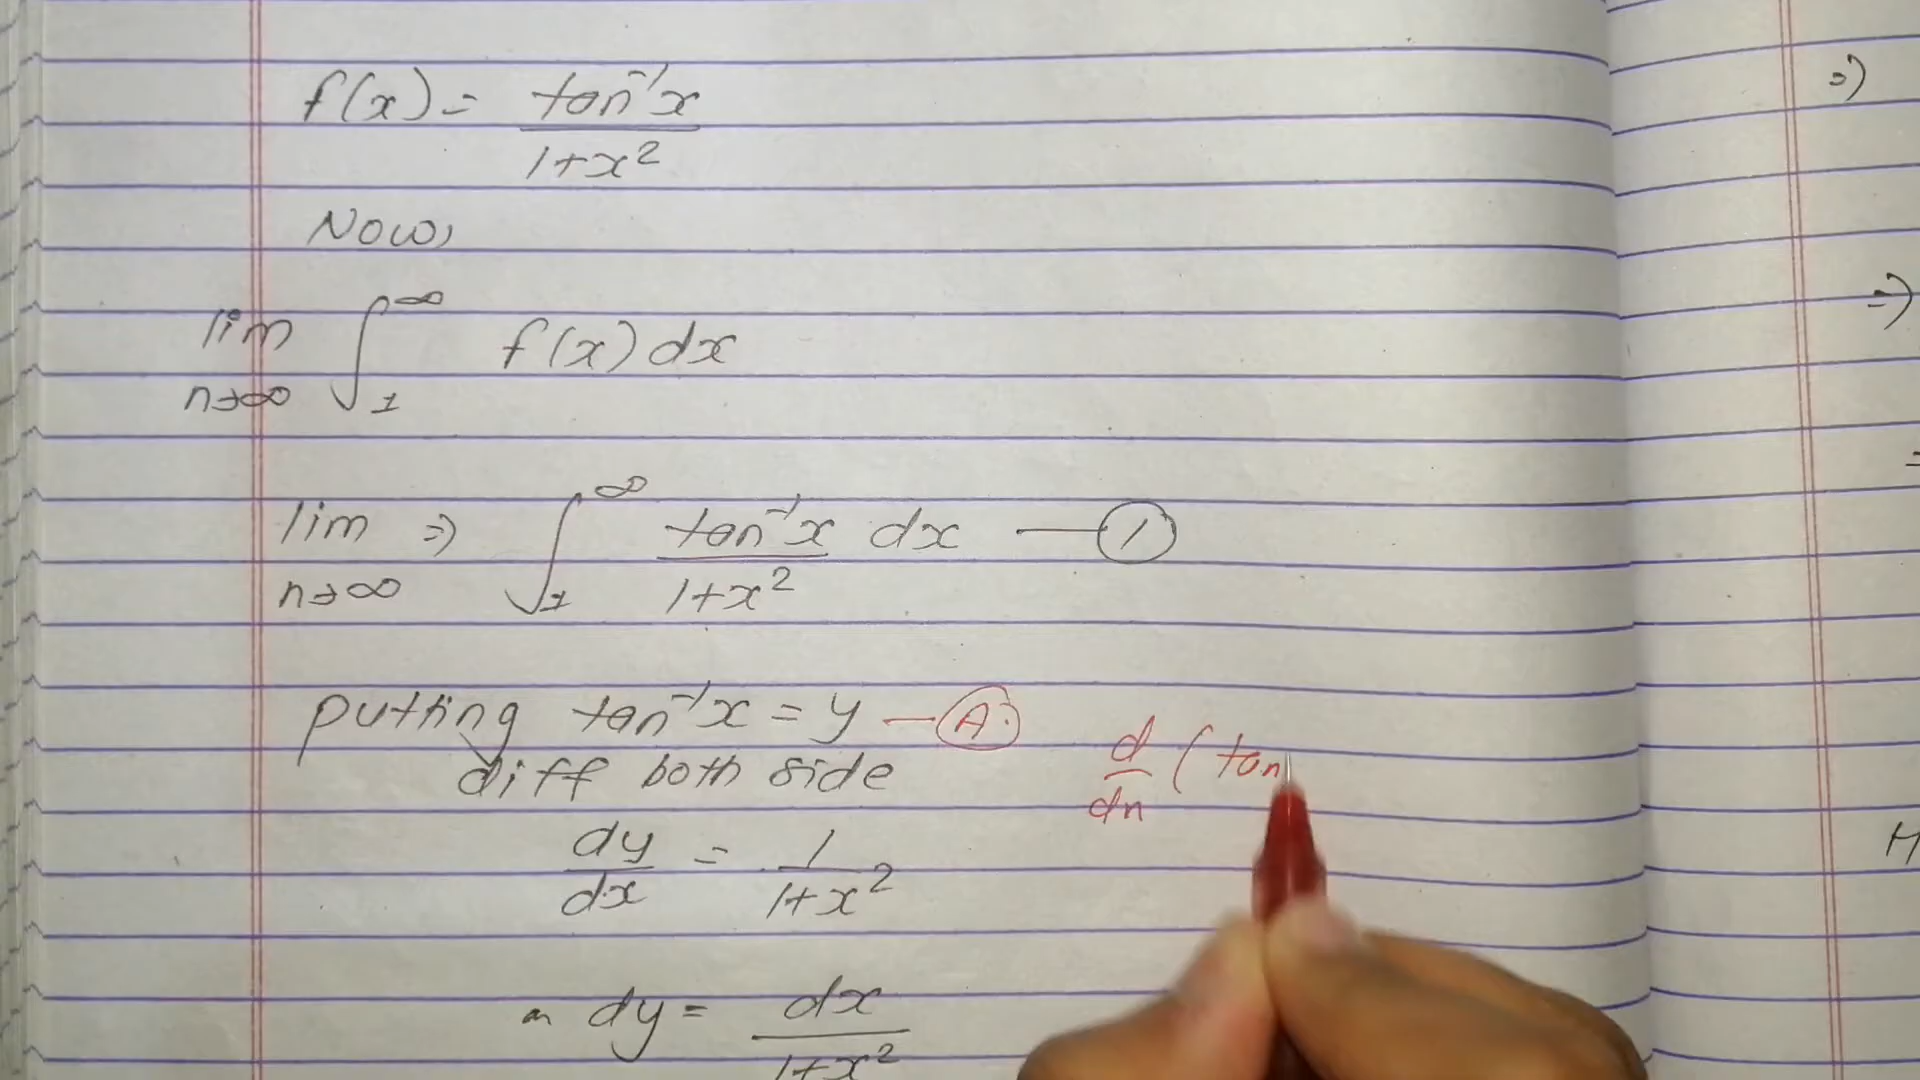 f(x) = tan⁻¹x / 1+x²
Now,
lim n→∞ ∫₁^∞ f(x) dx
lim n→∞ ⇒ ∫₁^∞ tan⁻¹x / 1+x² dx — ①
putting tan⁻¹x = y — Ⓐ
diff both side
d/dn (tan
dy/dx = 1 / 1+x²
dy = dx / 1+x²
⇒)
⇒)
H